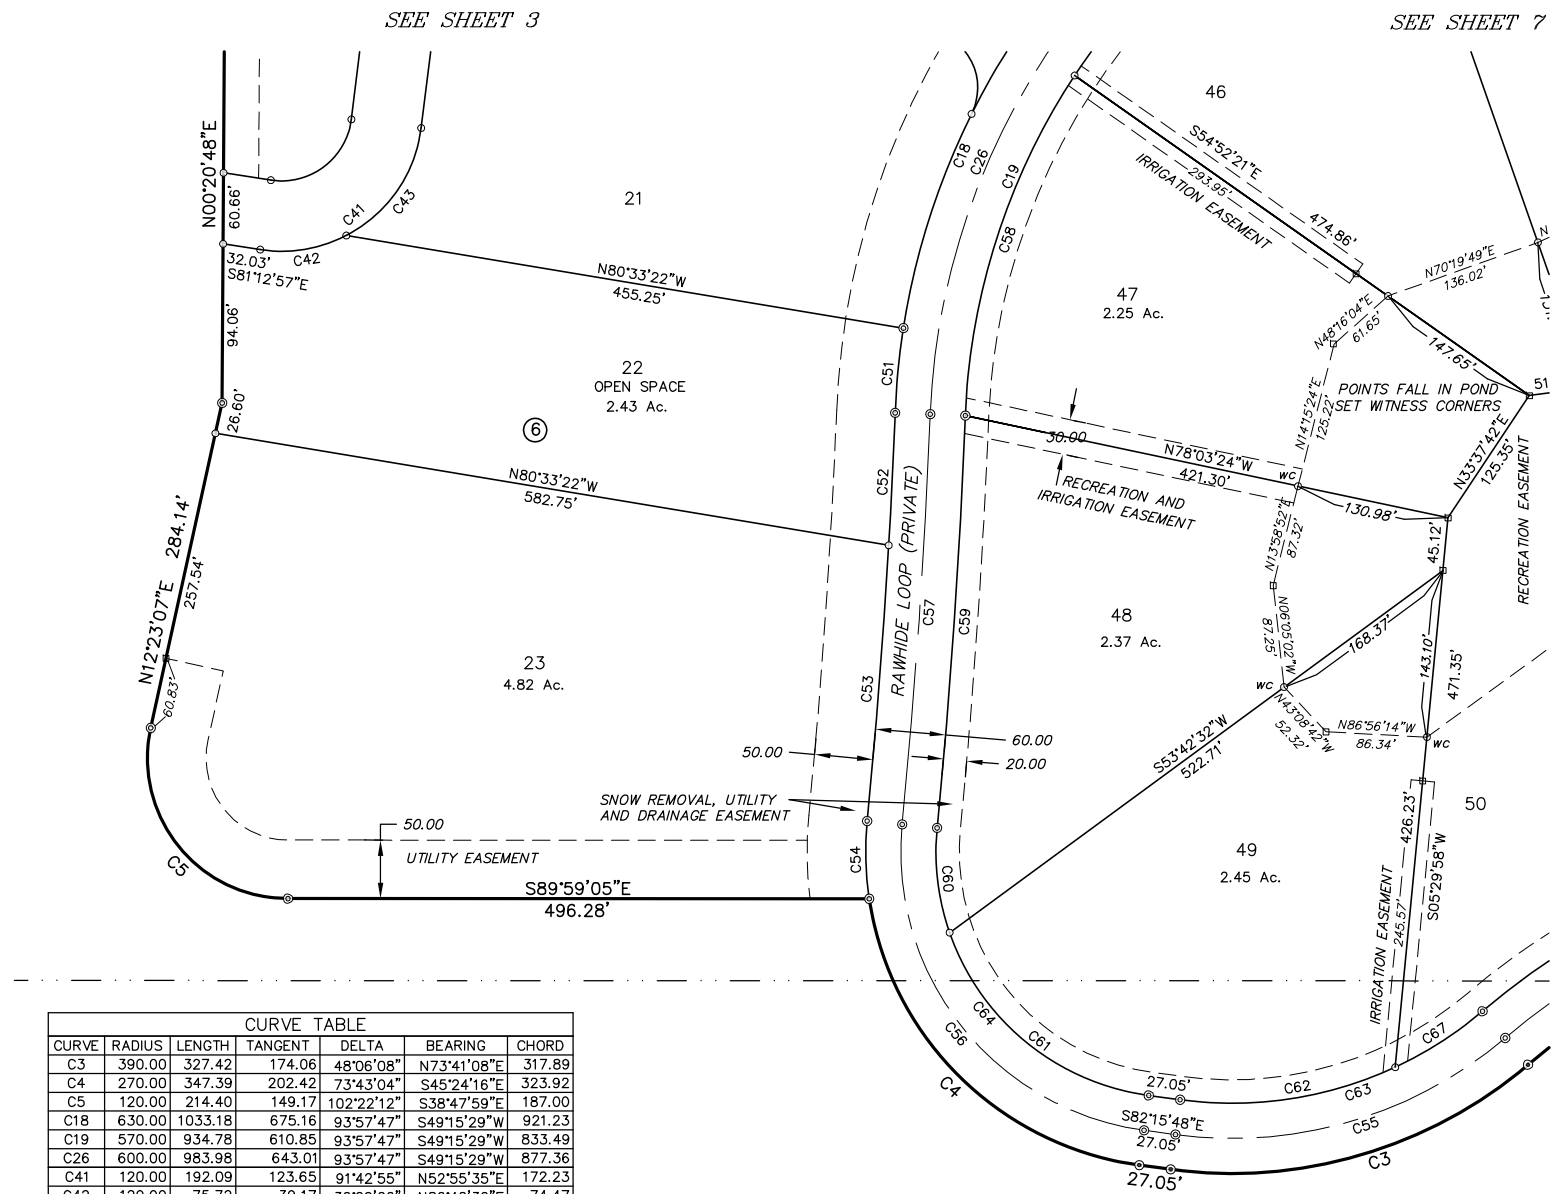 SEE SHEET 3
SEE SHEET 7
46
S54°52'21"E
293.95'
IRRIGATION EASEMENT
474.86'
N70°19'49"E
136.02'
N
N00°20'48"E
60.66'
C41
C43
C42
32.03'
S81°12'57"E
94.06'
26.60'
21
N80°33'22"W
455.25'
C18
C26
C19
C58
47
2.25 Ac.
N48°16'04"E
61.65'
147.65'
51
POINTS FALL IN POND
SET WITNESS CORNERS
N14°15'24"E
125.22'
22
OPEN SPACE
2.43 Ac.
6
C51
30.00
N78°03'24"W
421.30'
WC
RECREATION AND
IRRIGATION EASEMENT
130.98'
N33°37'42"E
125.35'
RECREATION EASEMENT
N80°33'22"W
582.75'
C52
RAWHIDE LOOP (PRIVATE)
C57
C59
N13°58'52"E
87.32'
45.12'
N12°23'07"E 284.14'
257.54'
60.83'
23
4.82 Ac.
C53
48
2.37 Ac.
N06°05'02"W
87.25'
168.37'
143.10'
471.35'
WC
N43°08'42"W
52.32'
N86°56'14"W
86.34'
WC
S53°42'32"W
522.71'
50.00
60.00
20.00
SNOW REMOVAL, UTILITY
AND DRAINAGE EASEMENT
50
50.00
UTILITY EASEMENT
C5
S89°59'05"E
496.28'
C54
C60
49
2.45 Ac.
426.23'
S05°29'58"W
245.57'
IRRIGATION EASEMENT
C64
C61
C56
C4
27.05'
C62
C63
C67
S82°15'48"E
27.05'
C55
C3
27.05'
CURVE TABLE
CURVE RADIUS LENGTH TANGENT DELTA BEARING CHORD
C3 390.00 327.42 174.06 48°06'08" N73°41'08"E 317.89
C4 270.00 347.39 202.42 73°43'04" S45°24'16"E 323.92
C5 120.00 214.40 149.17 102°22'12" S38°47'59"E 187.00
C18 630.00 1033.18 675.16 93°57'47" S49°15'29"W 921.23
C19 570.00 934.78 610.85 93°57'47" S49°15'29"W 833.49
C26 600.00 983.98 643.01 93°57'47" S49°15'29"W 877.36
C41 120.00 192.09 123.65 91°42'55" N52°55'35"E 172.23